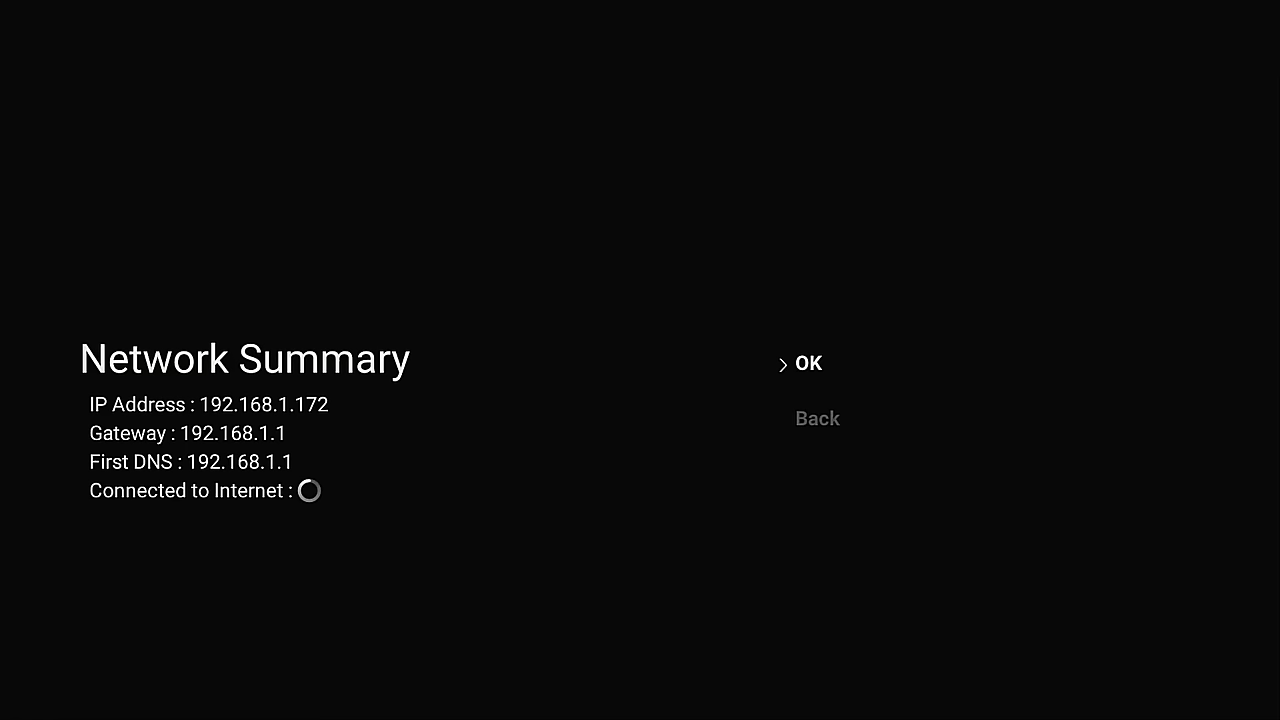 Network Summary
IP Address : 192.168.1.172
Gateway : 192.168.1.1
First DNS : 192.168.1.1
Connected to Internet :
OK
Back